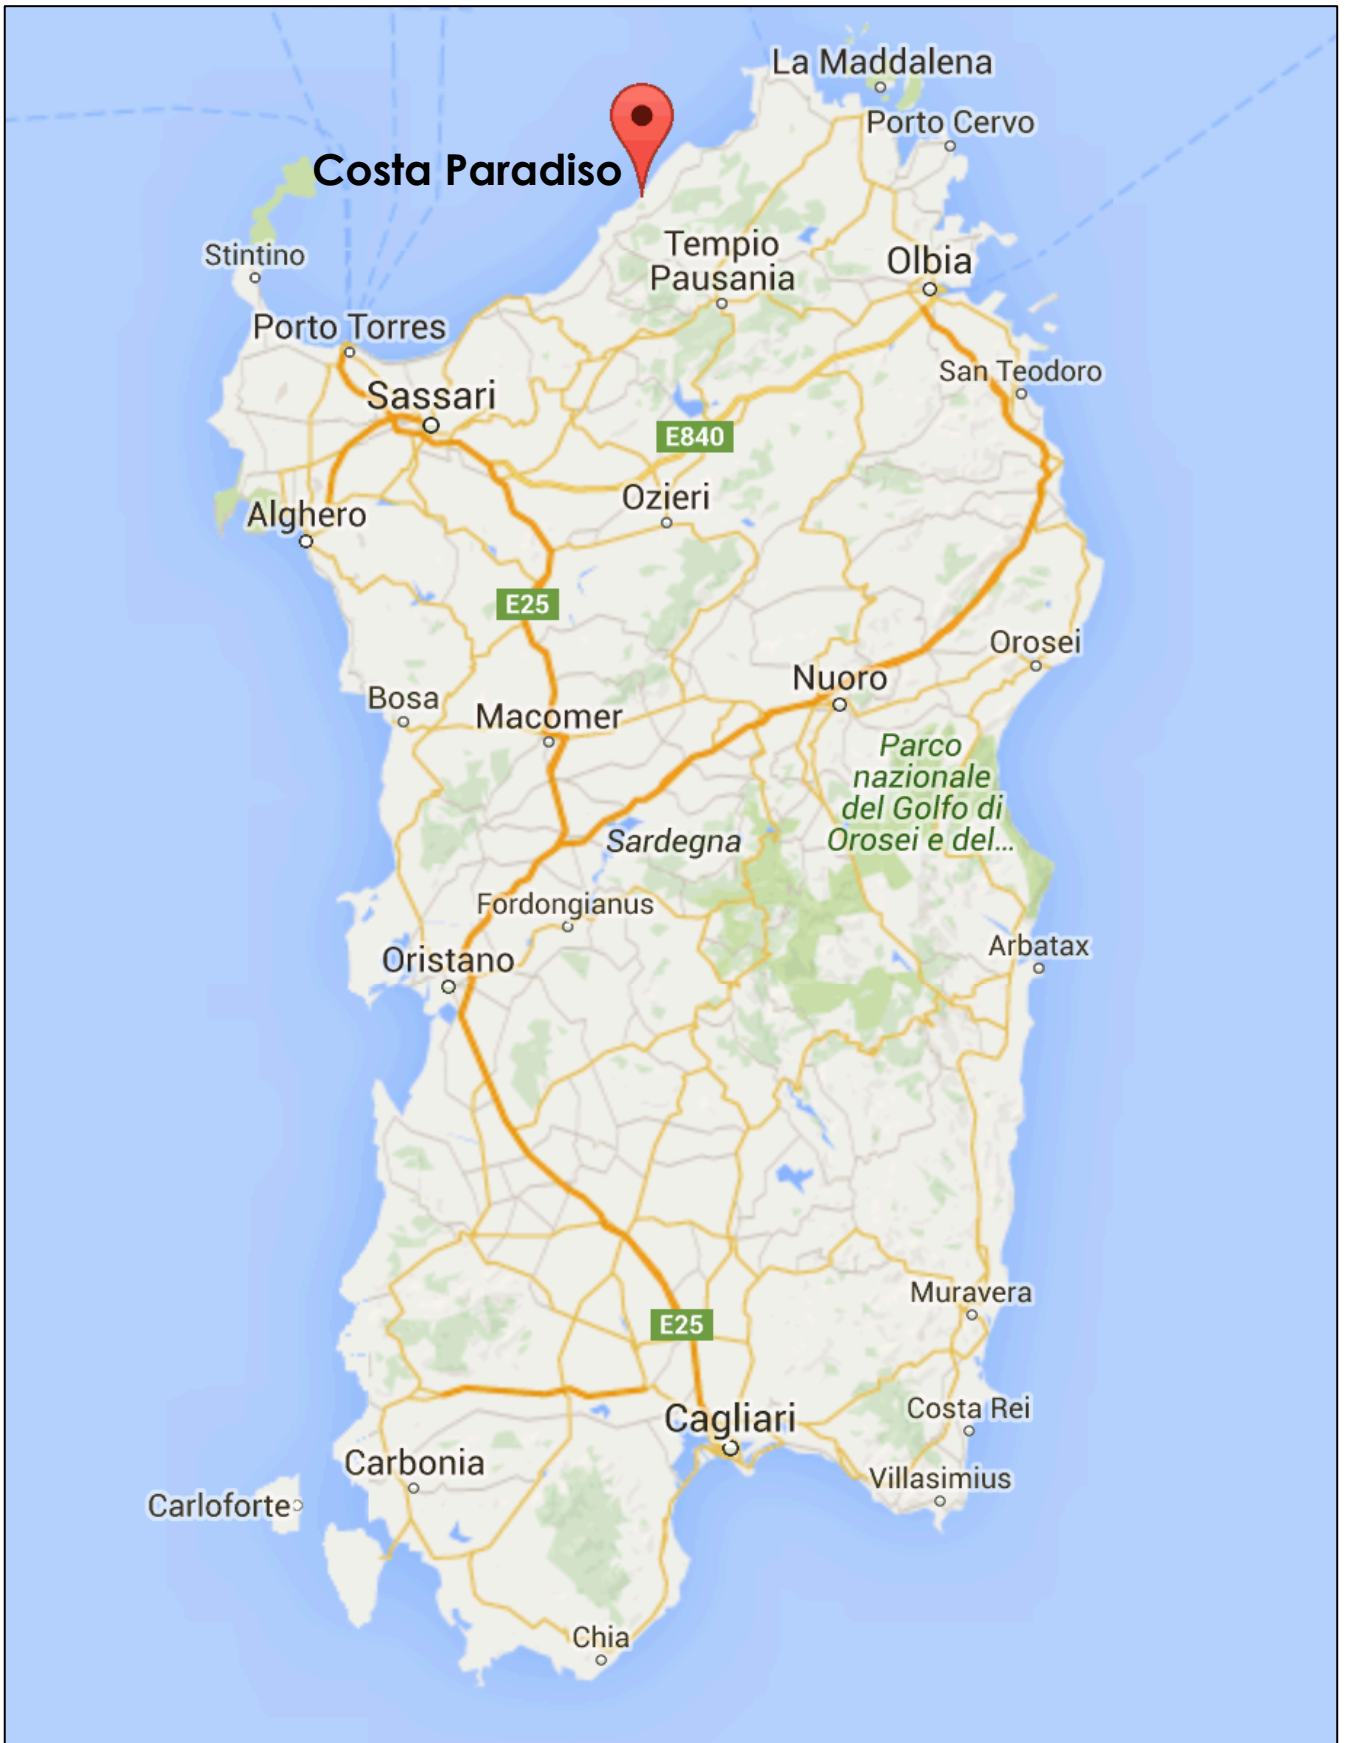 La Maddalena
Porto Cervo
Costa Paradiso
Stintino
Tempio
Pausania
Olbia
Porto Torres
San Teodoro
Sassari
E840
Ozieri
Alghero
E25
Orosei
Nuoro
Bosa
Macomer
Parco
nazionale
del Golfo di
Orosei e del...
Sardegna
Fordongianus
Arbatax
Oristano
Muravera
E25
Costa Rei
Cagliari
Carbonia
Villasimius
Carloforte
Chia